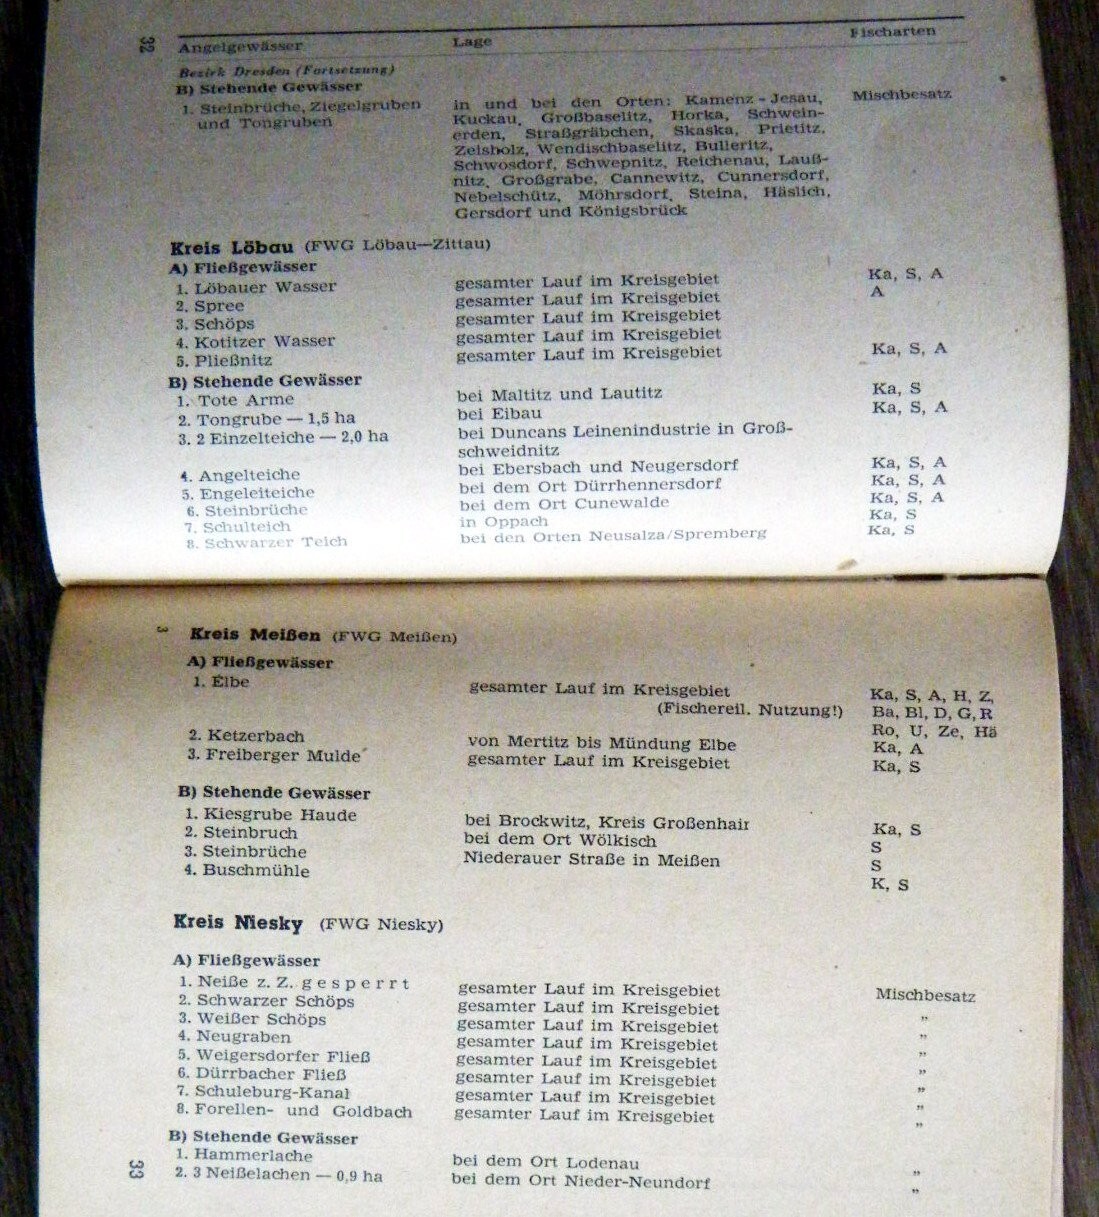 32
Angelgewässer Lage Fischarten
Bezirk Dresden (Fortsetzung)
B) Stehende Gewässer
1. Steinbrüche, Ziegelgruben in und bei den Orten: Kamenz-Jesau, Mischbesatz
und Tongruben Kuckau, Großbaselitz, Horka, Schwein-
erden, Straßgräbchen, Skaska, Prietitz,
Zeisholz, Wendischbaselitz, Bulleritz,
Schwosdorf, Schwepnitz, Reichenau, Lauß-
nitz, Großgrabe, Cannewitz, Cunnersdorf,
Nebelschütz, Möhrsdorf, Steina, Häslich,
Gersdorf und Königsbrück
Kreis Löbau (FWG Löbau—Zittau)
A) Fließgewässer
1. Löbauer Wasser gesamter Lauf im Kreisgebiet Ka, S, A
2. Spree gesamter Lauf im Kreisgebiet A
3. Schöps gesamter Lauf im Kreisgebiet
4. Kotitzer Wasser gesamter Lauf im Kreisgebiet
5. Pließnitz gesamter Lauf im Kreisgebiet Ka, S, A
B) Stehende Gewässer
1. Tote Arme bei Maltitz und Lautitz Ka, S
2. Tongrube — 1,5 ha bei Eibau Ka, S, A
3. 2 Einzelteiche — 2,0 ha bei Duncans Leinenindustrie in Groß-
schweidnitz
4. Angelteiche bei Ebersbach und Neugersdorf Ka, S, A
5. Engeleiteiche bei dem Ort Dürrhennersdorf Ka, S, A
6. Steinbrüche bei dem Ort Cunewalde Ka, S, A
7. Schulteich in Oppach Ka, S
8. Schwarzer Teich bei den Orten Neusalza/Spremberg Ka, S
3
Kreis Meißen (FWG Meißen)
A) Fließgewässer
1. Elbe gesamter Lauf im Kreisgebiet Ka, S, A, H, Z,
(Fischereil. Nutzung!) Ba, Bl, D, G, R
Ro, U, Ze, Hä
2. Ketzerbach von Mertitz bis Mündung Elbe Ka, A
3. Freiberger Mulde gesamter Lauf im Kreisgebiet Ka, S
B) Stehende Gewässer
1. Kiesgrube Haude bei Brockwitz, Kreis Großenhain Ka, S
2. Steinbruch bei dem Ort Wölkisch S
3. Steinbrüche Niederauer Straße in Meißen S
4. Buschmühle K, S
Kreis Niesky (FWG Niesky)
A) Fließgewässer
1. Neiße z. Z. gesperrt gesamter Lauf im Kreisgebiet Mischbesatz
2. Schwarzer Schöps gesamter Lauf im Kreisgebiet „
3. Weißer Schöps gesamter Lauf im Kreisgebiet „
4. Neugraben gesamter Lauf im Kreisgebiet „
5. Weigersdorfer Fließ gesamter Lauf im Kreisgebiet „
6. Dürrbacher Fließ gesamter Lauf im Kreisgebiet „
7. Schuleburg-Kanal gesamter Lauf im Kreisgebiet „
8. Forellen- und Goldbach gesamter Lauf im Kreisgebiet „
B) Stehende Gewässer
1. Hammerlache bei dem Ort Lodenau „
2. 3 Neißelachen — 0,9 ha bei dem Ort Nieder-Neundorf „
33